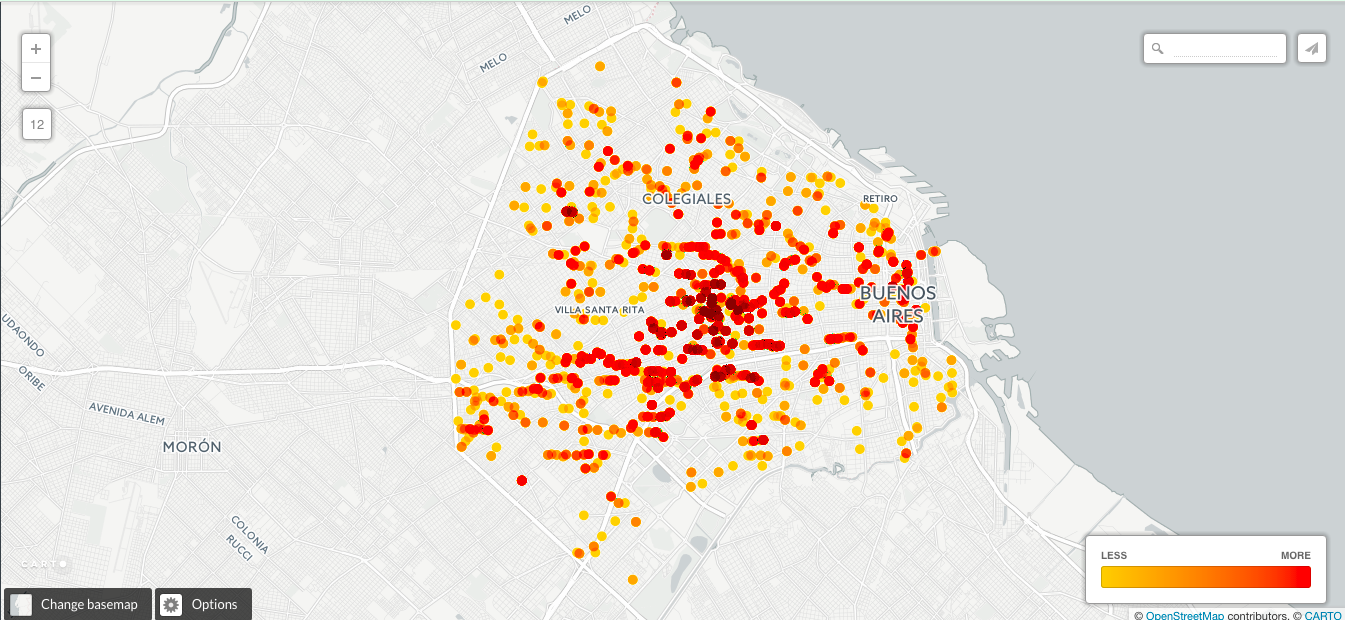 MELO
MELO
+
−
12
COLEGIALES
RETIRO
BUENOS
AIRES
VILLA SANTA RITA
UDAONDO
ORIBE
AVENIDA ALEM
MORÓN
COLONIA
RUCCI
CARTO
LESS MORE
Change basemap Options
© OpenStreetMap contributors, © CARTO